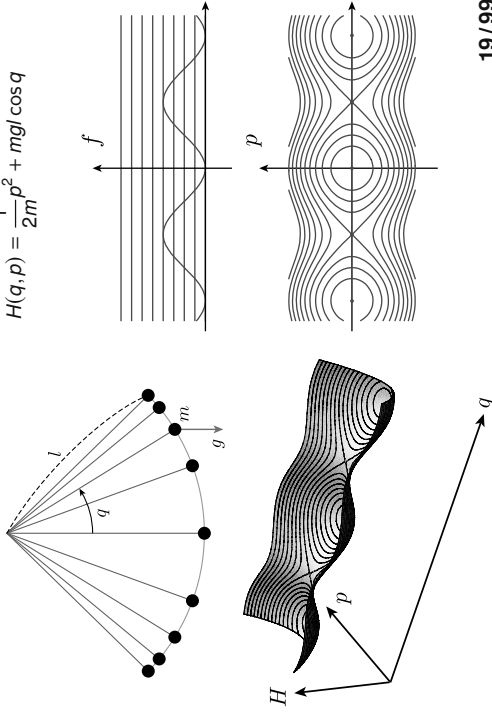 H(q, p) = 1/2m p² + mgl cos q
l
q
m
g
f
H
p
q
p
19 / 99